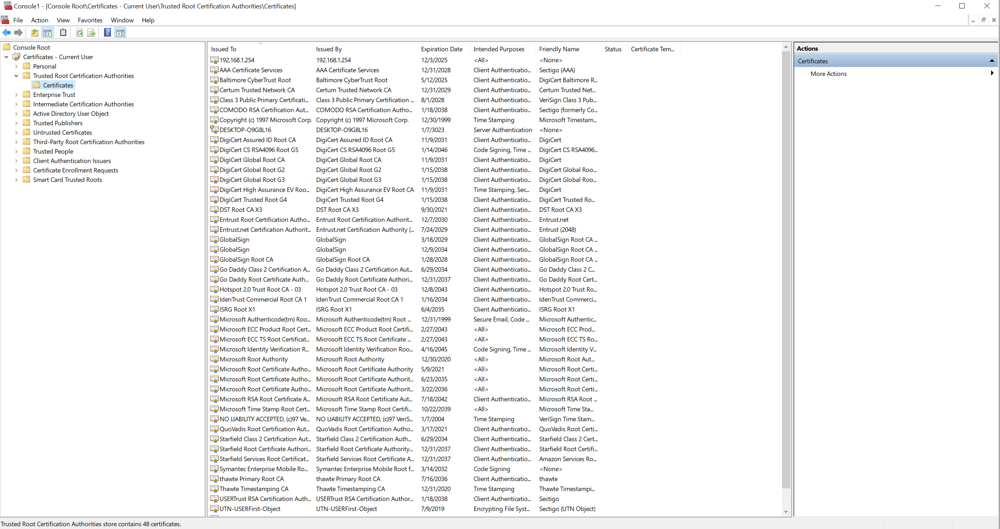 Console1 - [Console Root\Certificates - Current User\Trusted Root Certification Authorities\Certificates]
File Action View Favorites Window Help
Console Root
Certificates - Current User
Personal
Trusted Root Certification Authorities
Certificates
Enterprise Trust
Intermediate Certification Authorities
Active Directory User Object
Trusted Publishers
Untrusted Certificates
Third-Party Root Certification Authorities
Trusted People
Client Authentication Issuers
Certificate Enrollment Requests
Smart Card Trusted Roots
Issued To Issued By Expiration Date Intended Purposes Friendly Name Status Certificate Tem...
192.168.1.254 192.168.1.254 12/3/2025 <All> <None>
AAA Certificate Services AAA Certificate Services 12/31/2028 Client Authenticatio... Sectigo (AAA)
Baltimore CyberTrust Root Baltimore CyberTrust Root 5/12/2025 Client Authenticatio... DigiCert Baltimore R...
Certum Trusted Network CA Certum Trusted Network CA 12/31/2029 Client Authenticatio... Certum Trusted Net...
Class 3 Public Primary Certificati... Class 3 Public Primary Certification ... 8/1/2028 Client Authenticatio... VeriSign Class 3 Pub...
COMODO RSA Certification Aut... COMODO RSA Certification Autho... 1/18/2038 Client Authenticatio... Sectigo (formerly Co...
Copyright (c) 1997 Microsoft Corp. Copyright (c) 1997 Microsoft Corp. 12/30/1999 Time Stamping Microsoft Timestam...
DESKTOP-O9G8L16 DESKTOP-O9G8L16 1/7/3023 Server Authentication <None>
DigiCert Assured ID Root CA DigiCert Assured ID Root CA 11/9/2031 Client Authenticatio... DigiCert
DigiCert CS RSA4096 Root G5 DigiCert CS RSA4096 Root G5 1/14/2046 Code Signing, Time ... DigiCert CS RSA4096...
DigiCert Global Root CA DigiCert Global Root CA 11/9/2031 Client Authenticatio... DigiCert
DigiCert Global Root G2 DigiCert Global Root G2 1/15/2038 Client Authenticatio... DigiCert Global Roo...
DigiCert Global Root G3 DigiCert Global Root G3 1/15/2038 Client Authenticatio... DigiCert Global Roo...
DigiCert High Assurance EV Roo... DigiCert High Assurance EV Root CA 11/9/2031 Time Stamping, Sec... DigiCert
DigiCert Trusted Root G4 DigiCert Trusted Root G4 1/15/2038 Client Authenticatio... DigiCert Trusted Ro...
DST Root CA X3 DST Root CA X3 9/30/2021 Client Authenticatio... DST Root CA X3
Entrust Root Certification Autho... Entrust Root Certification Authorit... 12/7/2030 Client Authenticatio... Entrust.net
Entrust.net Certification Authorit... Entrust.net Certification Authority (... 7/24/2029 Client Authenticatio... Entrust (2048)
GlobalSign GlobalSign 3/18/2029 Client Authenticatio... GlobalSign Root CA ...
GlobalSign GlobalSign 12/9/2034 Client Authenticatio... GlobalSign Root CA ...
GlobalSign Root CA GlobalSign Root CA 1/28/2028 Client Authenticatio... GlobalSign Root CA ...
Go Daddy Class 2 Certification A... Go Daddy Class 2 Certification Aut... 6/29/2034 Client Authenticatio... Go Daddy Class 2 C...
Go Daddy Root Certificate Auth... Go Daddy Root Certificate Authori... 12/31/2037 Client Authenticatio... Go Daddy Root Cert...
Hotspot 2.0 Trust Root CA - 03 Hotspot 2.0 Trust Root CA - 03 12/8/2043 Client Authenticatio... Hotspot 2.0 Trust Ro...
IdenTrust Commercial Root CA 1 IdenTrust Commercial Root CA 1 1/16/2034 Client Authenticatio... IdenTrust Commerci...
ISRG Root X1 ISRG Root X1 6/4/2035 Client Authenticatio... ISRG Root X1
Microsoft Authenticode(tm) Roo... Microsoft Authenticode(tm) Root ... 12/31/1999 Secure Email, Code ... Microsoft Authentic...
Microsoft ECC Product Root Cert... Microsoft ECC Product Root Certifi... 2/27/2043 <All> Microsoft ECC Prod...
Microsoft ECC TS Root Certificat... Microsoft ECC TS Root Certificate ... 2/27/2043 <All> Microsoft ECC TS Ro...
Microsoft Identity Verification R... Microsoft Identity Verification Roo... 4/16/2045 Code Signing, Time ... Microsoft Identity V...
Microsoft Root Authority Microsoft Root Authority 12/30/2020 <All> Microsoft Root Aut...
Microsoft Root Certificate Autho... Microsoft Root Certificate Authority 5/9/2021 <All> Microsoft Root Certi...
Microsoft Root Certificate Autho... Microsoft Root Certificate Authorit... 6/23/2035 <All> Microsoft Root Certi...
Microsoft Root Certificate Autho... Microsoft Root Certificate Authorit... 3/22/2036 <All> Microsoft Root Certi...
Microsoft RSA Root Certificate A... Microsoft RSA Root Certificate Aut... 7/18/2042 Client Authenticatio... Microsoft RSA Root ...
Microsoft Time Stamp Root Cert... Microsoft Time Stamp Root Certifi... 10/22/2039 <All> Microsoft Time Sta...
NO LIABILITY ACCEPTED, (c)97 Ve... NO LIABILITY ACCEPTED, (c)97 VeriS... 1/7/2004 Time Stamping VeriSign Time Stam...
QuoVadis Root Certification Aut... QuoVadis Root Certification Autho... 3/17/2021 Client Authenticatio... QuoVadis Root Certi...
Starfield Class 2 Certification Aut... Starfield Class 2 Certification Auth... 6/29/2034 Client Authenticatio... Starfield Class 2 Cert...
Starfield Root Certificate Authori... Starfield Root Certificate Authority... 12/31/2037 Client Authenticatio... Starfield Root Certifi...
Starfield Services Root Certificat... Starfield Services Root Certificate A... 12/31/2037 Client Authenticatio... Amazon Services Ro...
Symantec Enterprise Mobile Ro... Symantec Enterprise Mobile Root f... 3/14/2032 Code Signing <None>
thawte Primary Root CA thawte Primary Root CA 7/16/2036 Client Authenticatio... thawte
Thawte Timestamping CA Thawte Timestamping CA 12/31/2020 Time Stamping Thawte Timestampi...
USERTrust RSA Certification Auth... USERTrust RSA Certification Author... 1/18/2038 Client Authenticatio... Sectigo
UTN-USERFirst-Object UTN-USERFirst-Object 7/9/2019 Encrypting File Syst... Sectigo (UTN Object)
Actions
Certificates
More Actions
Trusted Root Certification Authorities store contains 48 certificates.